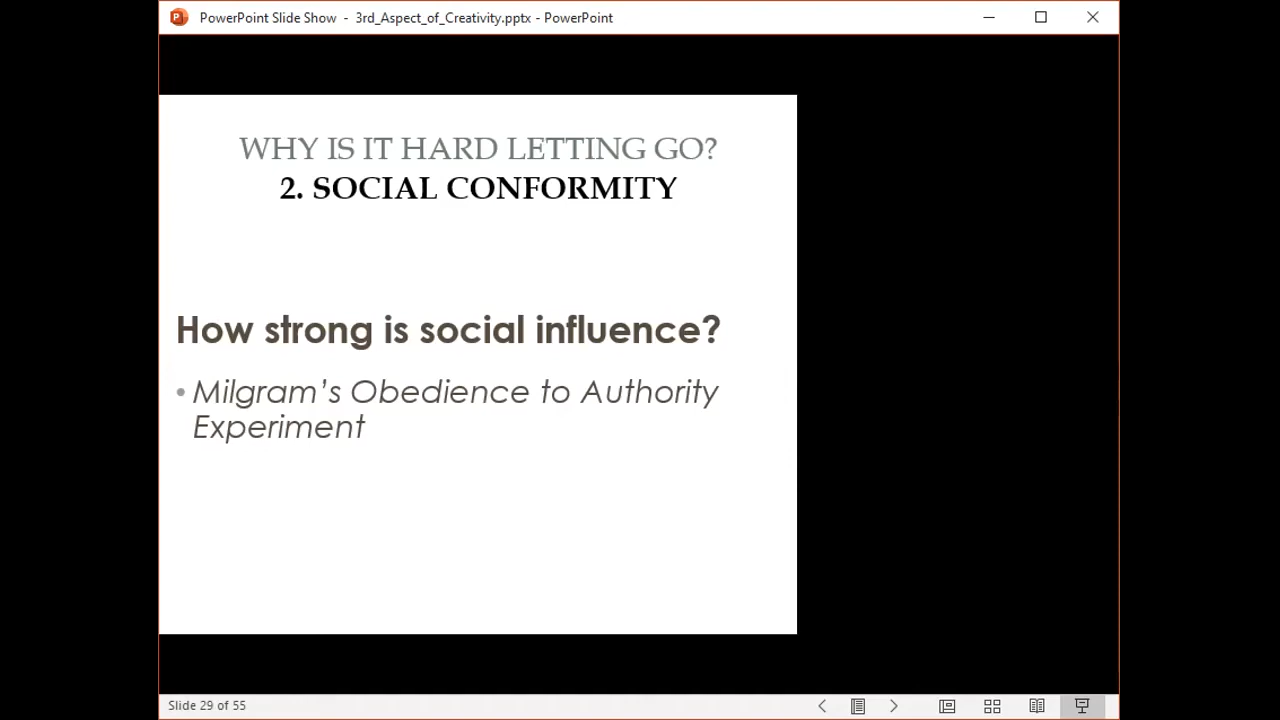 PowerPoint Slide Show - 3rd_Aspect_of_Creativity.pptx - PowerPoint
WHY IS IT HARD LETTING GO?
2. SOCIAL CONFORMITY
How strong is social influence?
• Milgram’s Obedience to Authority
Experiment
Slide 29 of 55